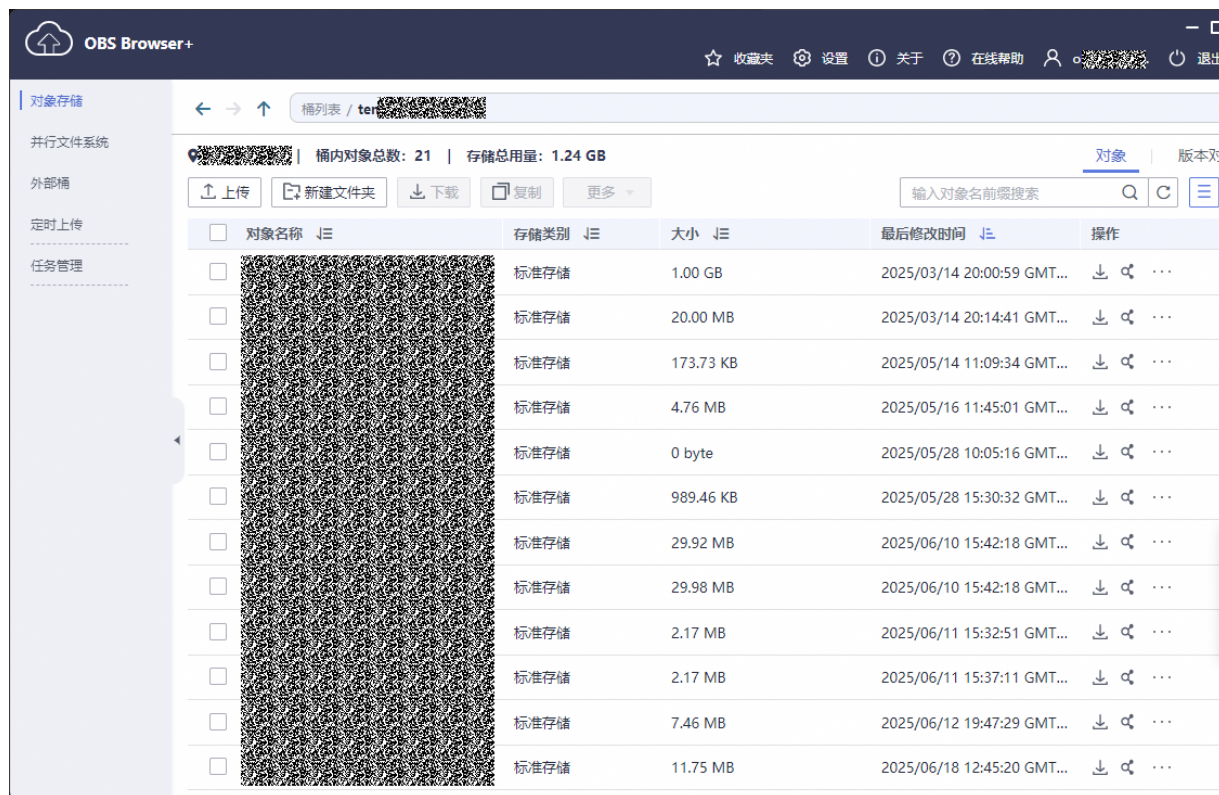 OBS Browser+
收藏夹 设置 关于 在线帮助 退出
对象存储
并行文件系统
外部桶
定时上传
任务管理
桶列表 / ter
| 桶内对象总数：21 | 存储总用量：1.24 GB
对象 版本对
上传 新建文件夹 下载 复制 更多 输入对象名前缀搜索
对象名称 存储类别 大小 最后修改时间 操作
标准存储 1.00 GB 2025/03/14 20:00:59 GMT...
标准存储 20.00 MB 2025/03/14 20:14:41 GMT...
标准存储 173.73 KB 2025/05/14 11:09:34 GMT...
标准存储 4.76 MB 2025/05/16 11:45:01 GMT...
标准存储 0 byte 2025/05/28 10:05:16 GMT...
标准存储 989.46 KB 2025/05/28 15:30:32 GMT...
标准存储 29.92 MB 2025/06/10 15:42:18 GMT...
标准存储 29.98 MB 2025/06/10 15:42:18 GMT...
标准存储 2.17 MB 2025/06/11 15:32:51 GMT...
标准存储 2.17 MB 2025/06/11 15:37:11 GMT...
标准存储 7.46 MB 2025/06/12 19:47:29 GMT...
标准存储 11.75 MB 2025/06/18 12:45:20 GMT...